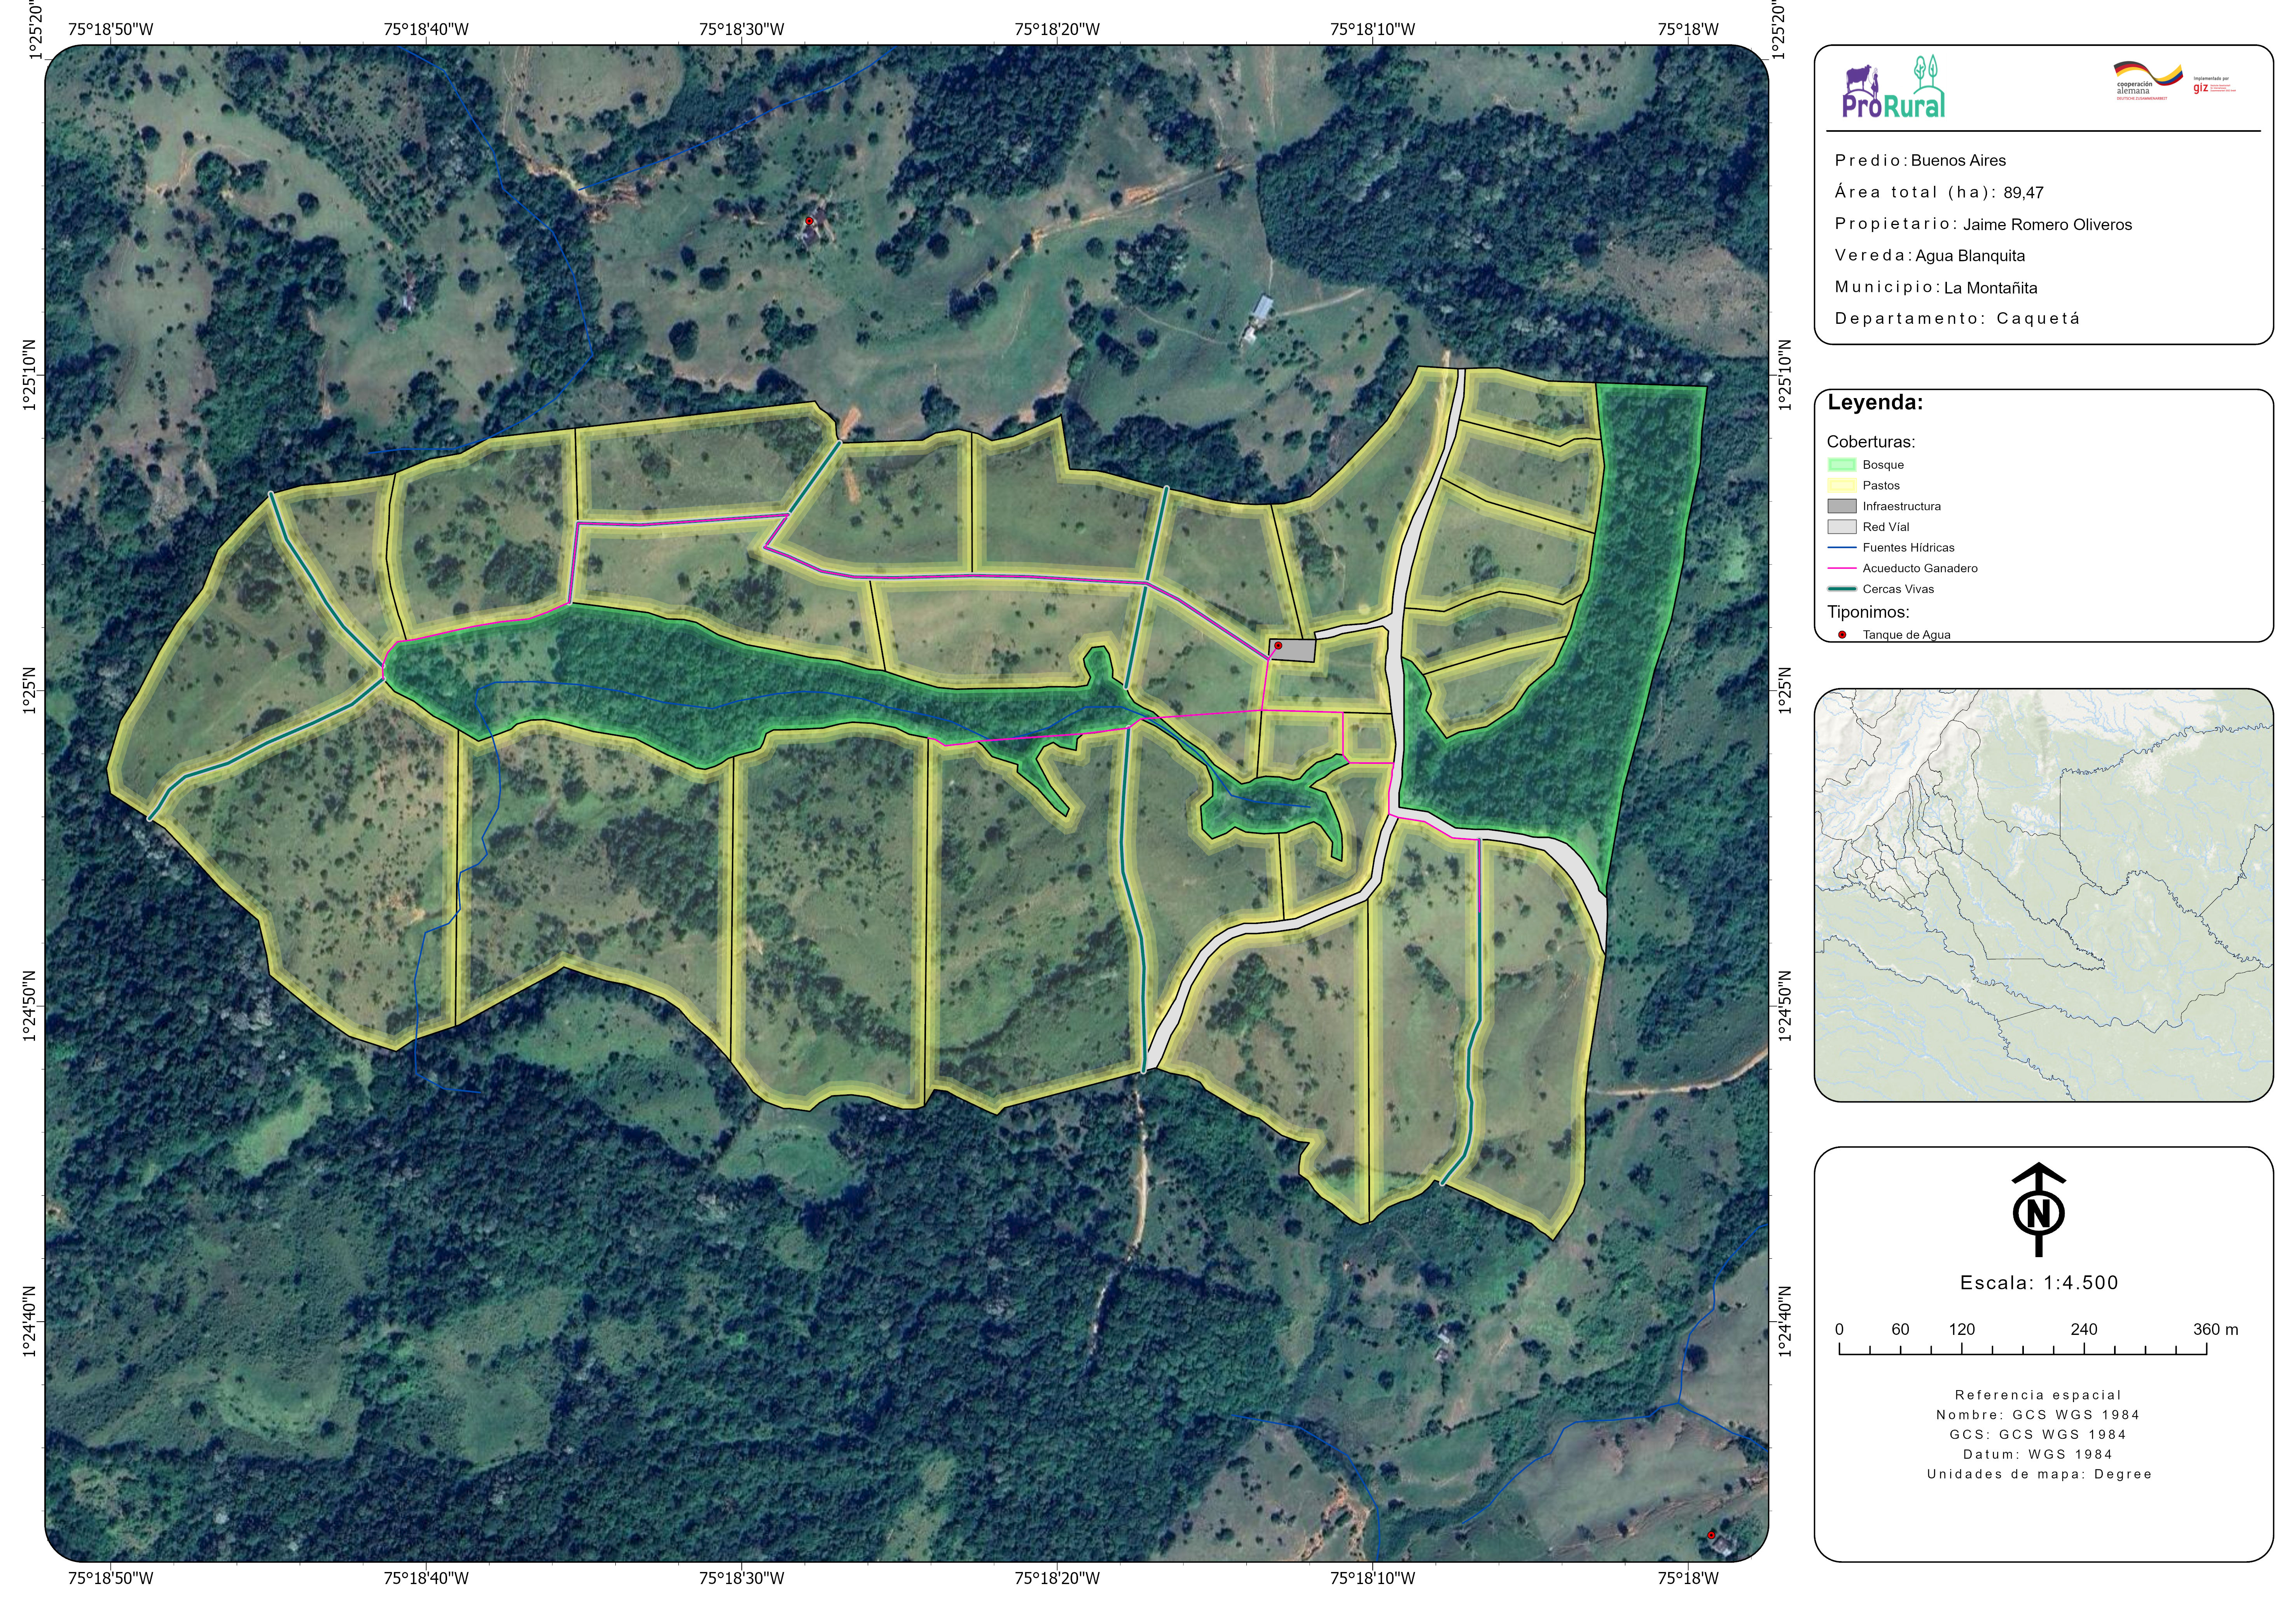 75°18'50"W 75°18'40"W 75°18'30"W 75°18'20"W 75°18'10"W 75°18'W
1°25'20"N 1°25'20"N
1°25'10"N 1°25'10"N
1°25'N 1°25'N
1°24'50"N 1°24'50"N
1°24'40"N 1°24'40"N
75°18'50"W 75°18'40"W 75°18'30"W 75°18'20"W 75°18'10"W 75°18'W
ProRural
cooperación
alemana
DEUTSCHE ZUSAMMENARBEIT
Implementada por
giz
Predio: Buenos Aires
Área total (ha): 89,47
Propietario: Jaime Romero Oliveros
Vereda: Agua Blanquita
Municipio: La Montañita
Departamento: Caquetá
Leyenda:
Coberturas:
Bosque
Pastos
Infraestructura
Red Víal
Fuentes Hídricas
Acueducto Ganadero
Cercas Vivas
Tiponimos:
Tanque de Agua
N
Escala: 1:4.500
0 60 120 240 360 m
Referencia espacial
Nombre: GCS WGS 1984
GCS: GCS WGS 1984
Datum: WGS 1984
Unidades de mapa: Degree